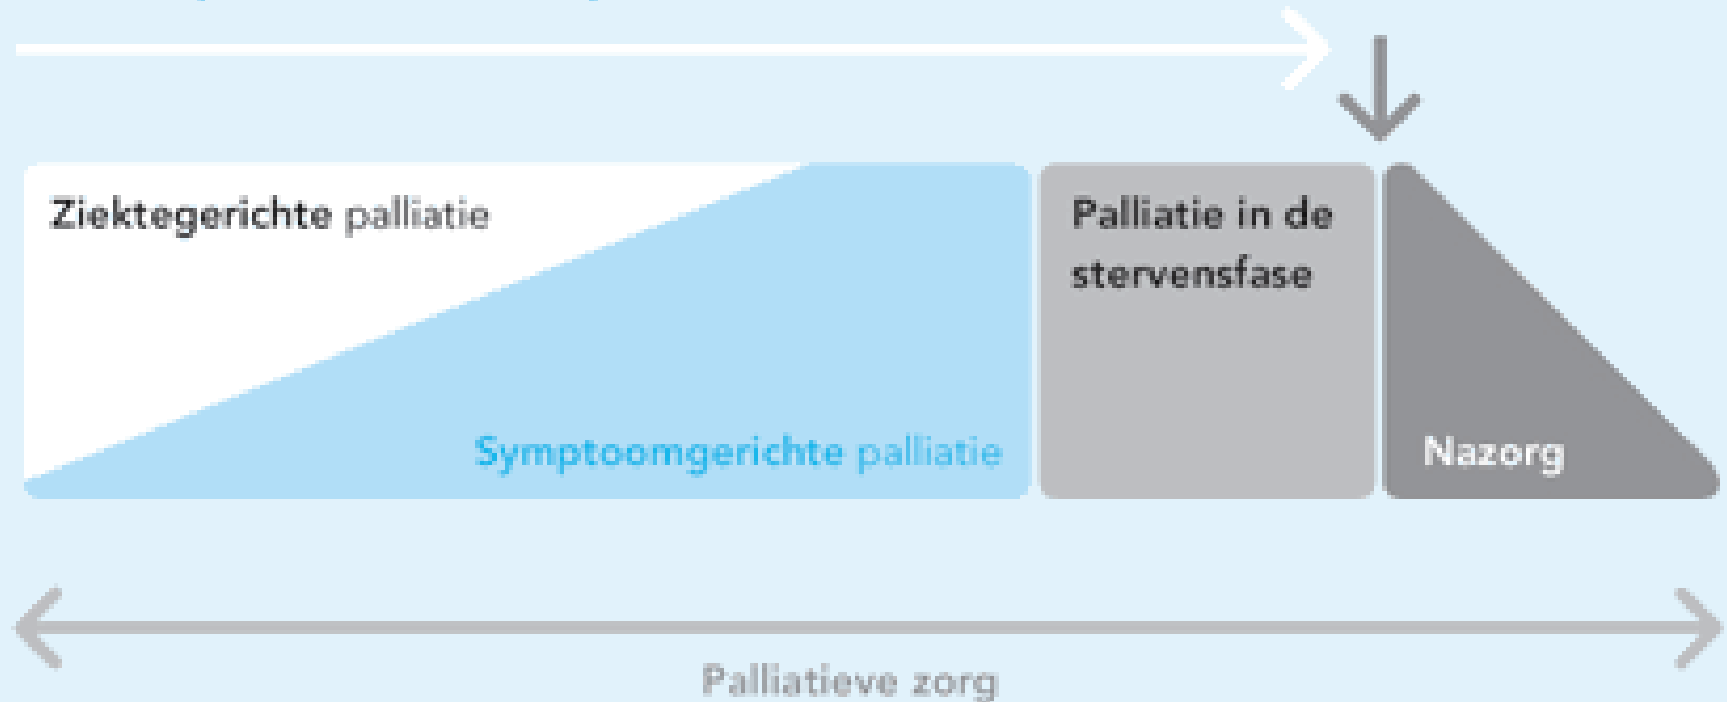 Ziektegerichte palliatie
Palliatie in de
stervensfase
Symptoomgerichte palliatie
Nazorg
Palliatieve zorg